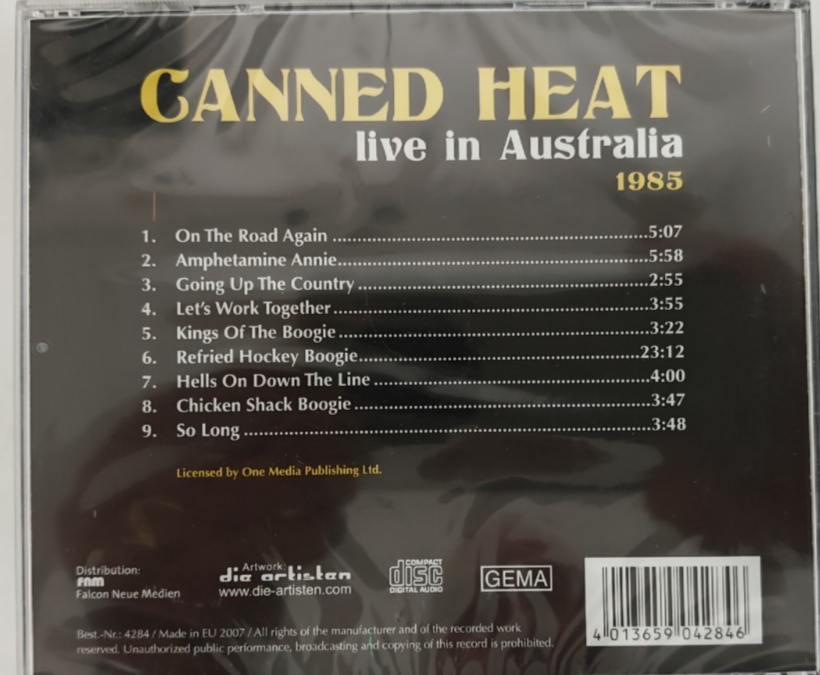 CANNED HEAT
live in Australia
1985
1. On The Road Again ..................................................5:07
2. Amphetamine Annie..................................................5:58
3. Going Up The Country ..................................................2:55
4. Let's Work Together ..................................................3:55
5. Kings Of The Boogie ..................................................3:22
6. Refried Hockey Boogie..................................................23:12
7. Hells On Down The Line ..................................................4:00
8. Chicken Shack Boogie ..................................................3:47
9. So Long ..................................................3:48
Licensed by One Media Publishing Ltd.
Distribution:
fnm
Falcon Neue Medien
Artwork:
die artisten
www.die-artisten.com
COMPACT
disc
DIGITAL AUDIO
GEMA
4 013659 042846
Best.-Nr.: 4284 / Made in EU 2007 / All rights of the manufacturer and of the recorded work
reserved. Unauthorized public performance, broadcasting and copying of this record is prohibited.